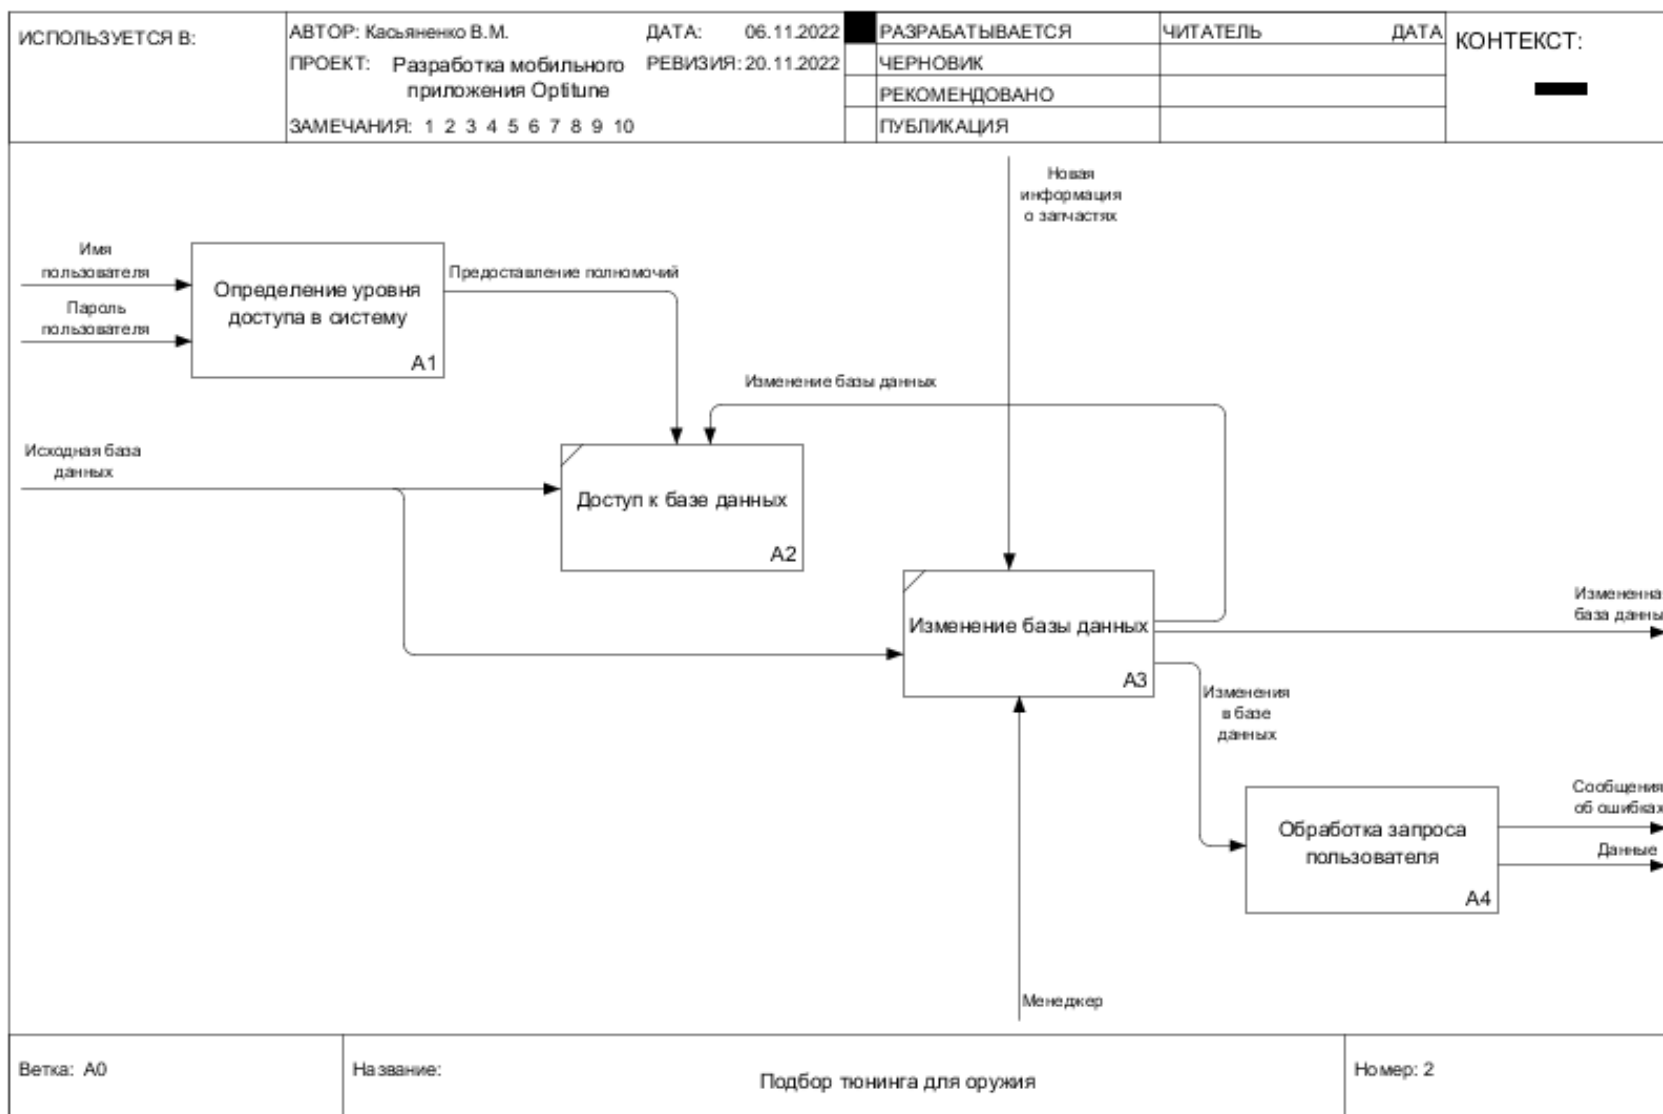 ИСПОЛЬЗУЕТСЯ В:
АВТОР: Касьяненко В.М.
ДАТА: 06.11.2022
ПРОЕКТ: Разработка мобильного
приложения Optitune
РЕВИЗИЯ: 20.11.2022
ЗАМЕЧАНИЯ: 1 2 3 4 5 6 7 8 9 10
РАЗРАБАТЫВАЕТСЯ
ЧЕРНОВИК
РЕКОМЕНДОВАНО
ПУБЛИКАЦИЯ
ЧИТАТЕЛЬ
ДАТА
КОНТЕКСТ:
Новая
информация
о запчастях
Имя
пользователя
Пароль
пользователя
Определение уровня
доступа в систему
A1
Предоставление полномочий
Изменение базы данных
Исходная база
данных
Доступ к базе данных
A2
Изменение базы данных
A3
Измененна
база данны
Изменения
в базе
данных
Сообщения
об ошибках
Данные
Обработка запроса
пользователя
A4
Менеджер
Ветка: A0
Название:
Подбор тюнинга для оружия
Номер: 2